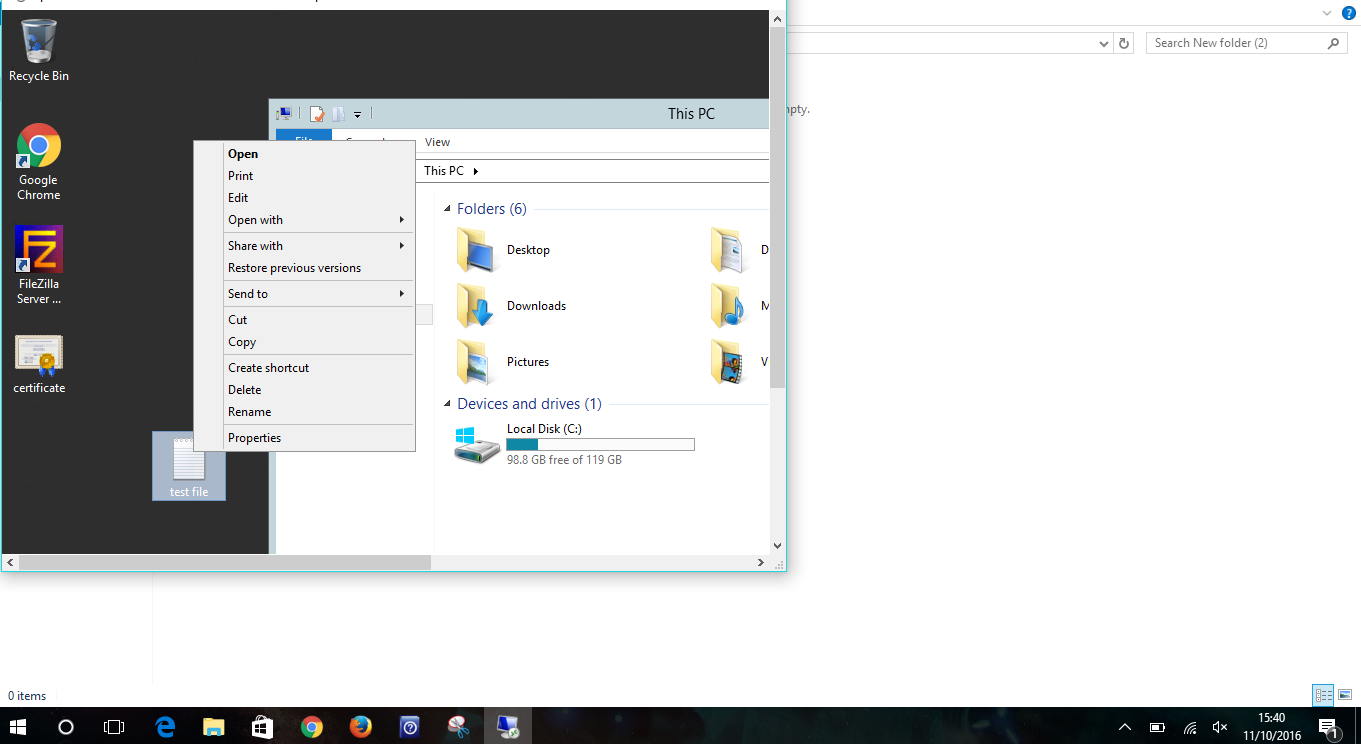 Search New folder (2)
Recycle Bin
Google
Chrome
FileZilla
Server ...
certificate
test file
This PC
File
View
This PC
Open
Print
Edit
Open with
Share with
Restore previous versions
Send to
Cut
Copy
Create shortcut
Delete
Rename
Properties
Folders (6)
Desktop
D
Downloads
M
Pictures
V
Devices and drives (1)
Local Disk (C:)
98.8 GB free of 119 GB
mpty.
0 items
15:40
11/10/2016
1